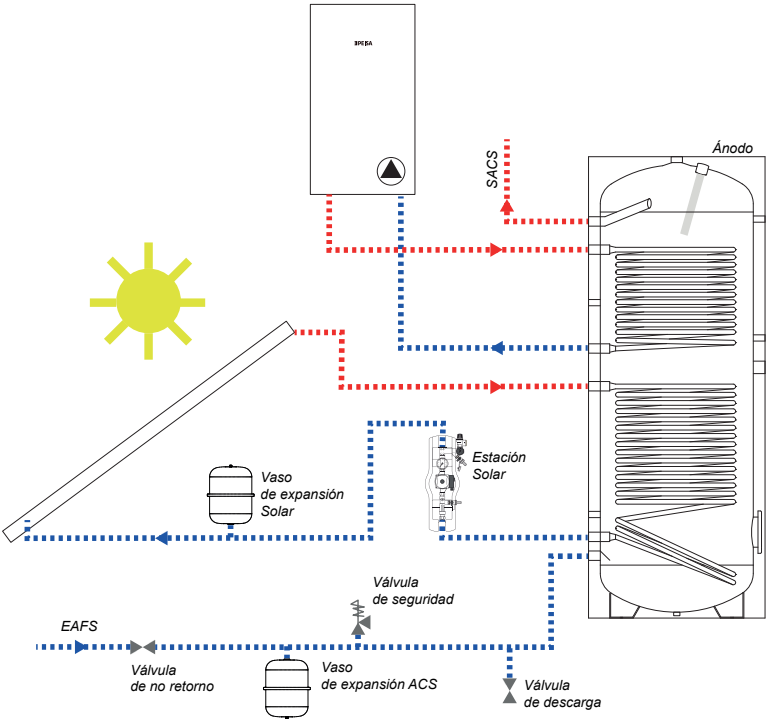 PEISA
Ánodo
SACS
Estación
Solar
Vaso
de expansión
Solar
Válvula
de seguridad
EAFS
Válvula
de no retorno
Vaso
de expansión ACS
Válvula
de descarga